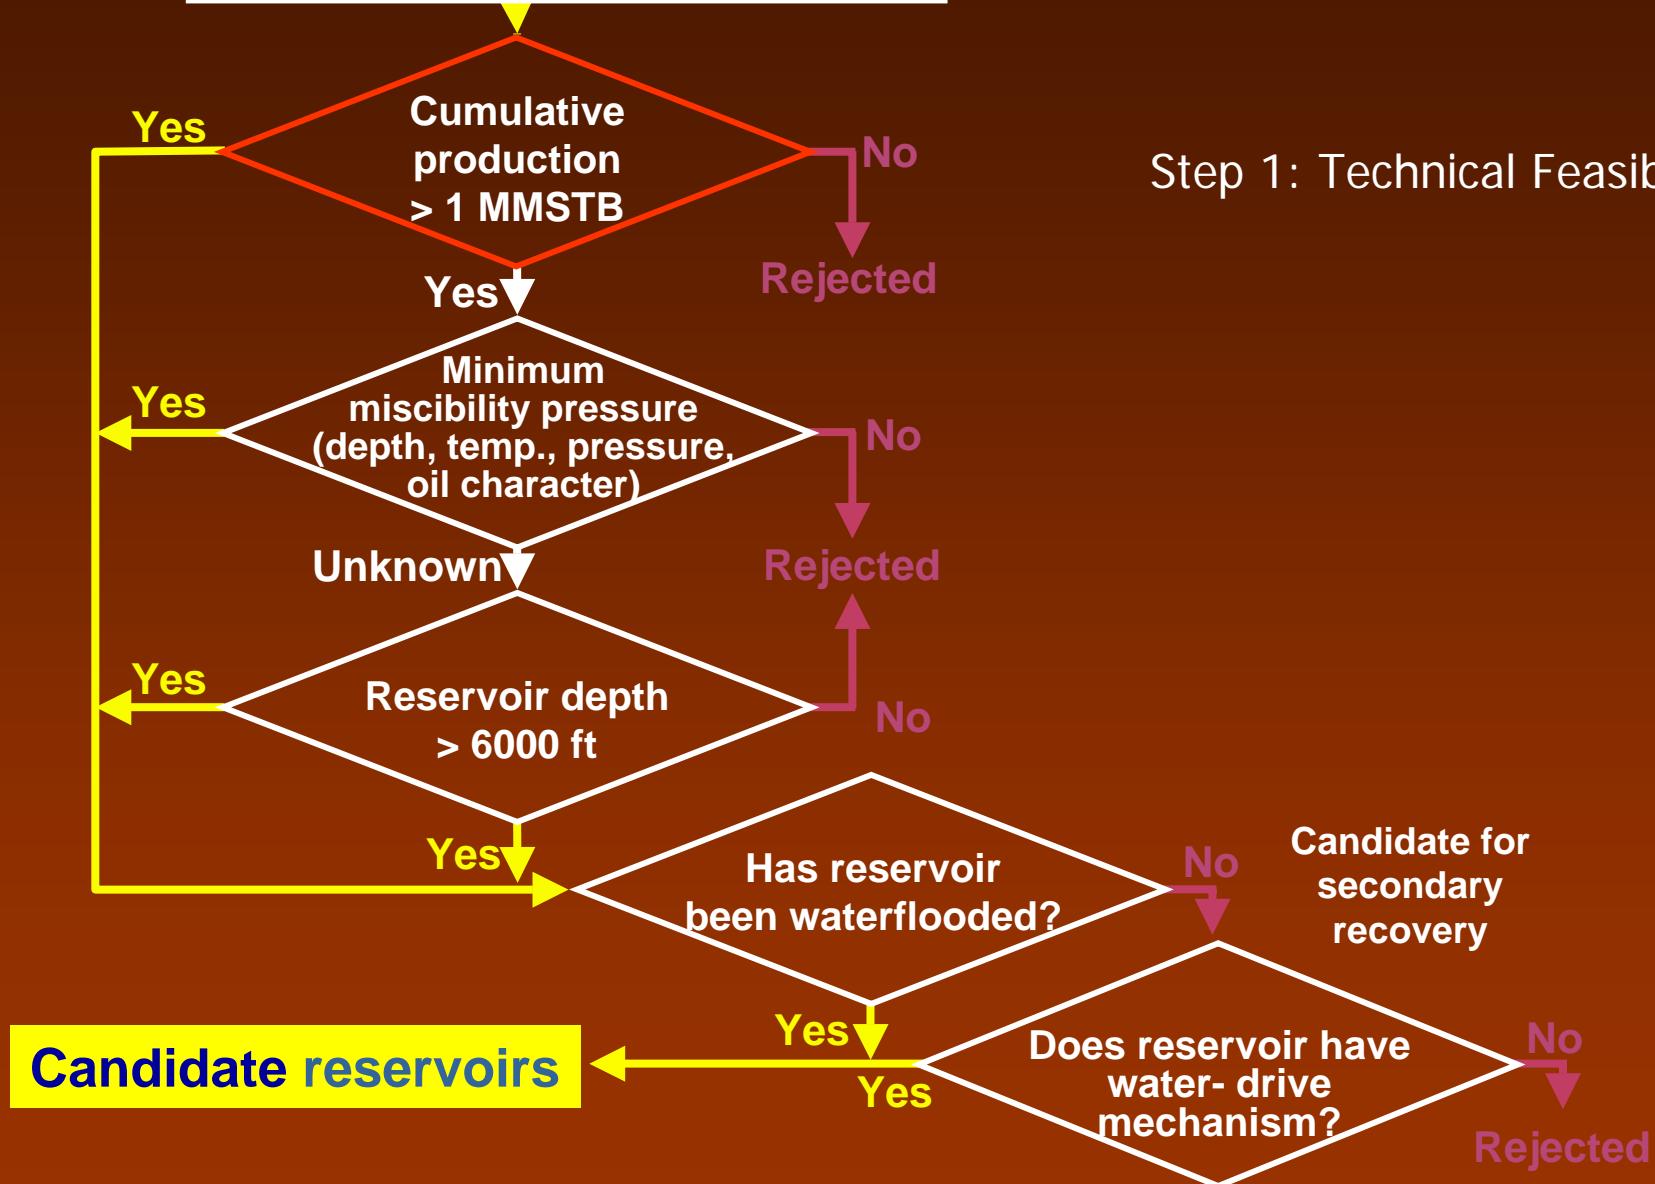 Cumulative
production
> 1 MMSTB
Yes
No
Step 1: Technical Feasib
Rejected
Yes
Minimum
miscibility pressure
(depth, temp., pressure,
oil character)
Yes
No
Unknown
Rejected
Reservoir depth
> 6000 ft
Yes
No
Yes
Has reservoir
been waterflooded?
No
Candidate for
secondary
recovery
Yes
Candidate reservoirs
Yes
Does reservoir have
water- drive
mechanism?
No
Rejected